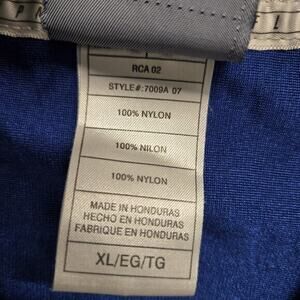 RCA 02
STYLE#:7009A 07
100% NYLON
100% NILON
100% NYLON
MADE IN HONDURAS
HECHO EN HONDURAS
FABRIQUE EN HONDURAS
XL/EG/TG